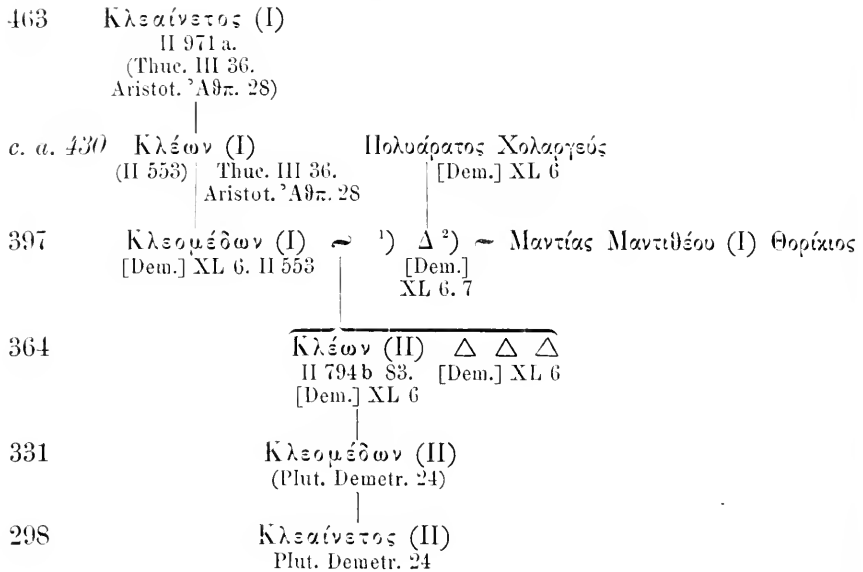 463 Κλεαίνετος (I)
II 971 a.
(Thuc. III 36.
Aristot. Ἀθπ. 28)
c. a. 430 Κλέων (I) Πολυάρατος Χολαργεύς
(II 553) Thuc. III 36. [Dem.] XL 6
Aristot. Ἀθπ. 28
397 Κλεομέδων (I) ~ ¹) Δ ²) ~ Μαντίας Μαντιθέου (I) Θορίκιος
[Dem.] XL 6. II 553 [Dem.]
XL 6. 7
364 Κλέων (II) △ △ △
II 794 b 83. [Dem.] XL 6
[Dem.] XL 6
331 Κλεομέδων (II)
(Plut. Demetr. 24)
298 Κλεαίνετος (II)
Plut. Demetr. 24